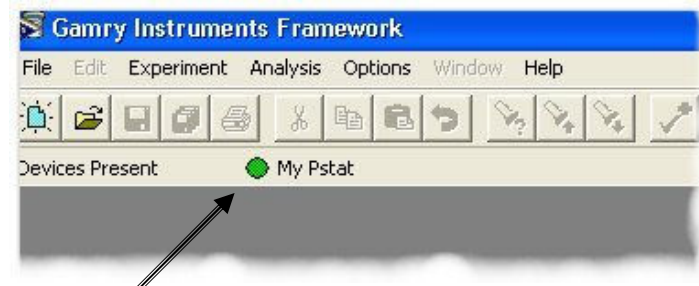 Gamry Instruments Framework
File Edit Experiment Analysis Options Window Help
Devices Present My Pstat